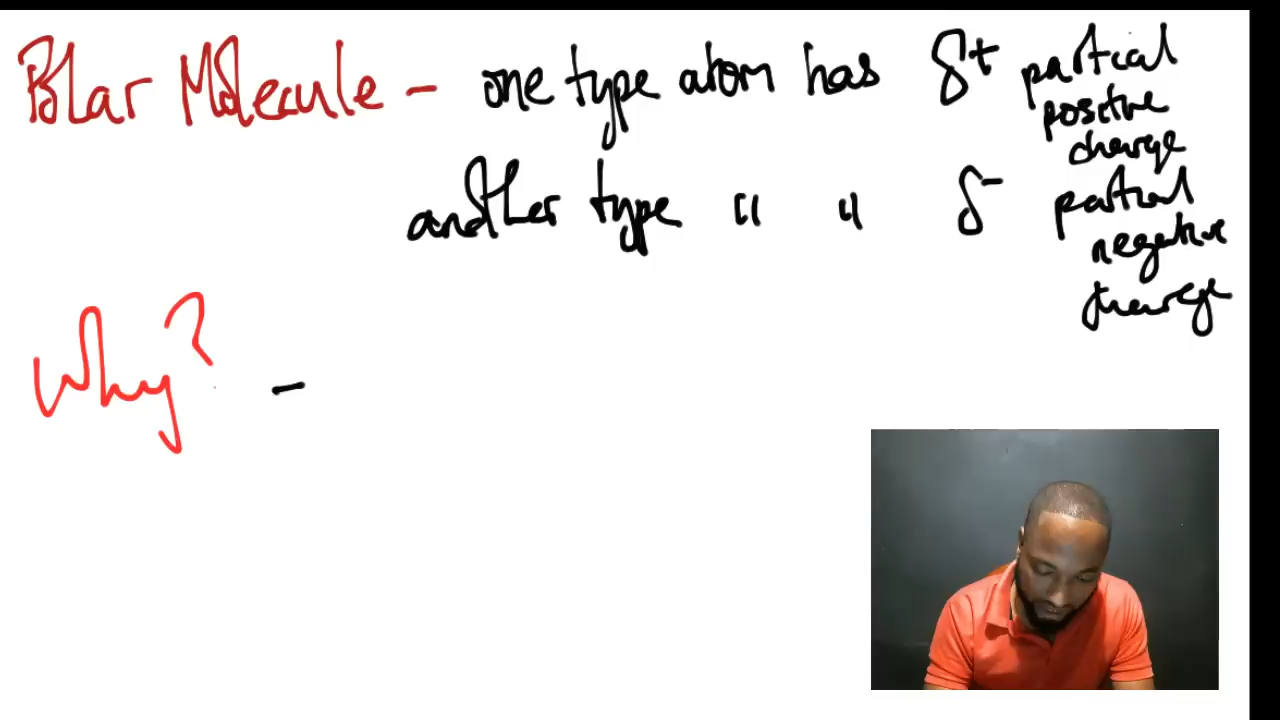 Polar Molecule - one type atom has δ+ partial
positive
charge
another type " " δ- partial
negative
charge
Why? -